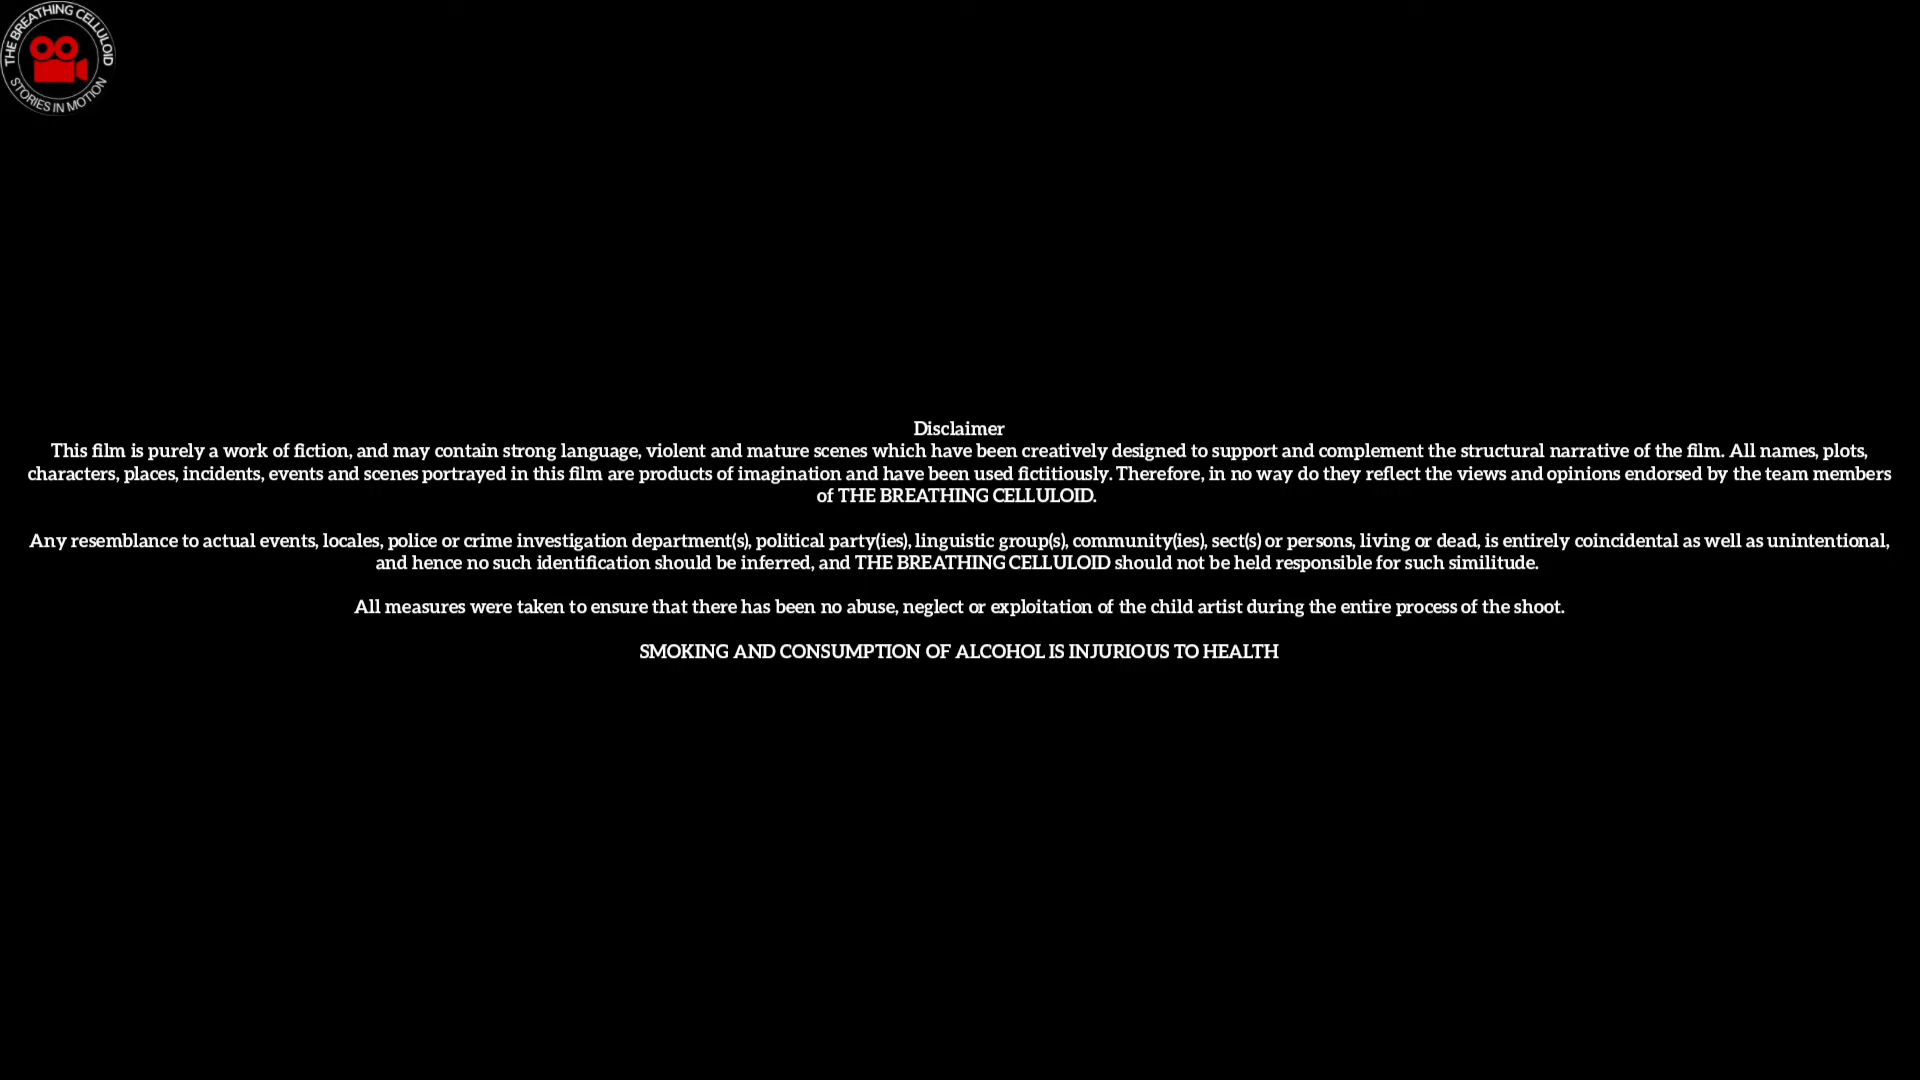 THE BREATHING CELLULOID
STORIES IN MOTION
Disclaimer
This film is purely a work of fiction, and may contain strong language, violent and mature scenes which have been creatively designed to support and complement the structural narrative of the film. All names, plots,
characters, places, incidents, events and scenes portrayed in this film are products of imagination and have been used fictitiously. Therefore, in no way do they reflect the views and opinions endorsed by the team members
of THE BREATHING CELLULOID.
Any resemblance to actual events, locales, police or crime investigation department(s), political party(ies), linguistic group(s), community(ies), sect(s) or persons, living or dead, is entirely coincidental as well as unintentional,
and hence no such identification should be inferred, and THE BREATHING CELLULOID should not be held responsible for such similitude.
All measures were taken to ensure that there has been no abuse, neglect or exploitation of the child artist during the entire process of the shoot.
SMOKING AND CONSUMPTION OF ALCOHOL IS INJURIOUS TO HEALTH